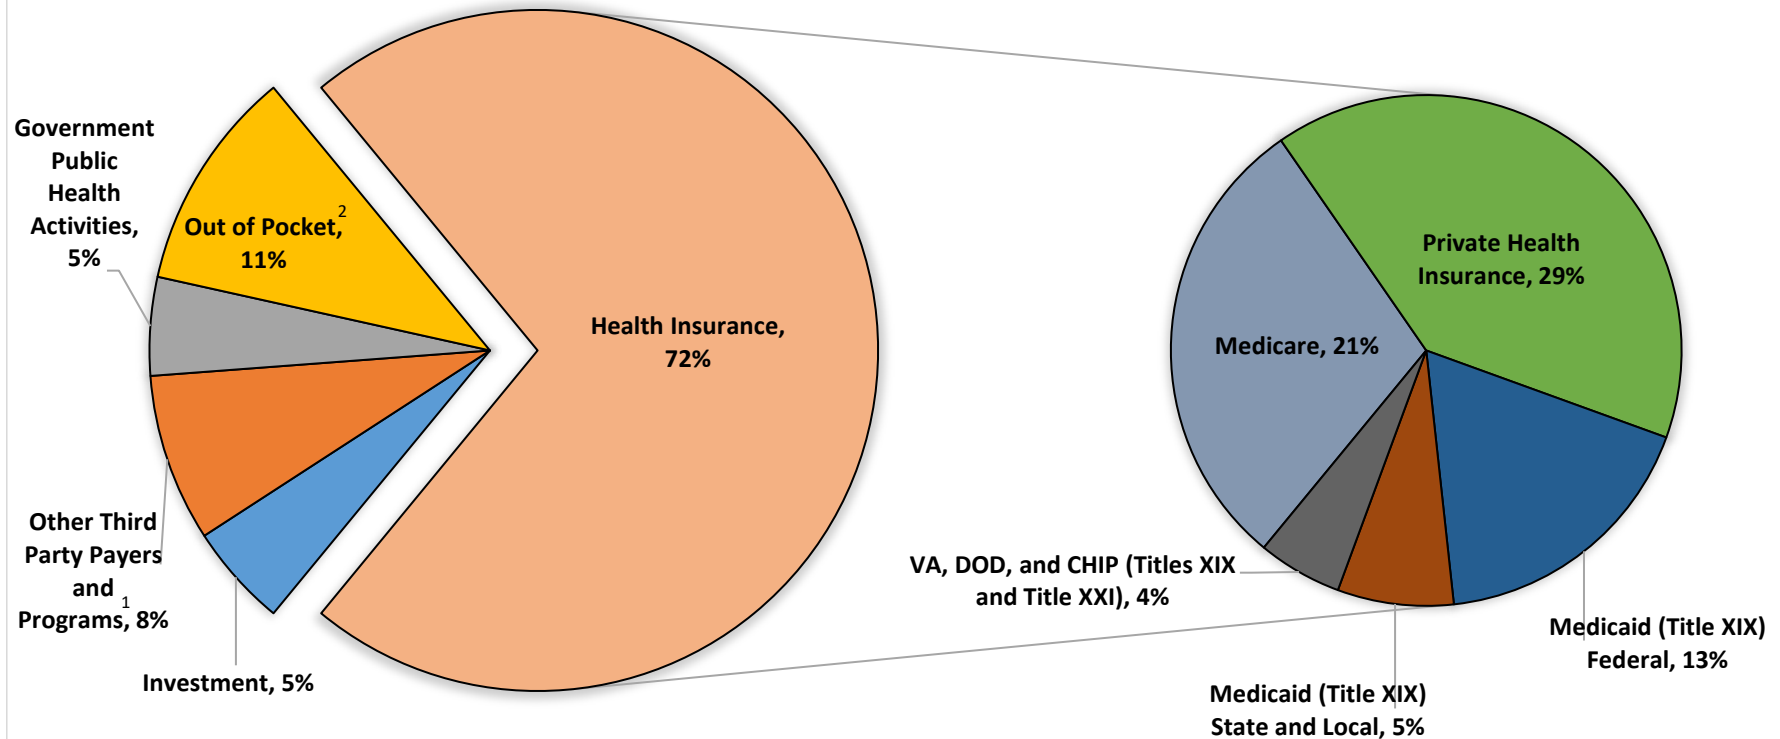 Government
Public
Health
Activities,
5%
Out of Pocket,2
11%
Health Insurance,
72%
Other Third
Party Payers
and
Programs,1 8%
Investment, 5%
Private Health
Insurance, 29%
Medicare, 21%
VA, DOD, and CHIP (Titles XIX
and Title XXI), 4%
Medicaid (Title XIX)
Federal, 13%
Medicaid (Title XIX)
State and Local, 5%